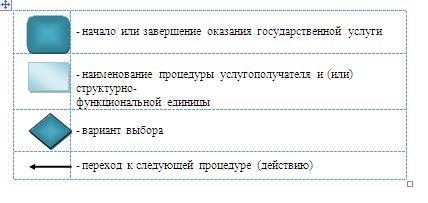 - начало или завершение оказания государственной услуги
- наименование процедуры услугополучателя и (или)
структурно-
функциональной единицы
- вариант выбора
- переход к следующей процедуре (действию)